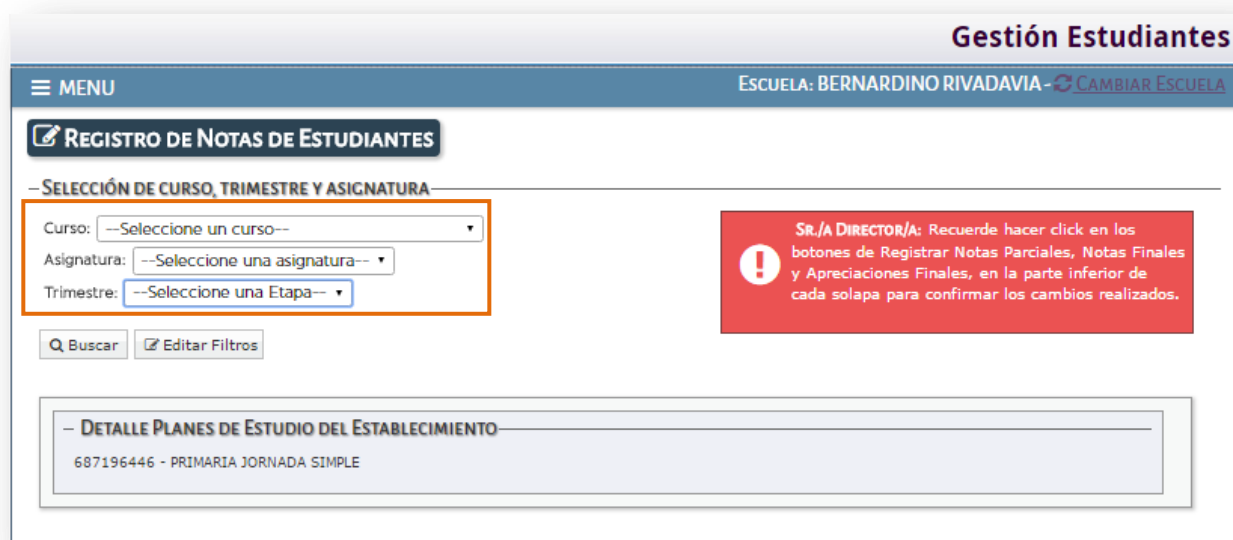 Gestión Estudiantes
MENU
ESCUELA: BERNARDINO RIVADAVIA - CAMBIAR ESCUELA
REGISTRO DE NOTAS DE ESTUDIANTES
SELECCIÓN DE CURSO, TRIMESTRE Y ASIGNATURA
Curso: --Seleccione un curso--
Asignatura: --Seleccione una asignatura--
Trimestre: --Seleccione una Etapa--
SR./A DIRECTOR/A: Recuerde hacer click en los
botones de Registrar Notas Parciales, Notas Finales
y Apreciaciones Finales, en la parte inferior de
cada solapa para confirmar los cambios realizados.
Buscar Editar Filtros
DETALLE PLANES DE ESTUDIO DEL ESTABLECIMIENTO
687196446 - PRIMARIA JORNADA SIMPLE